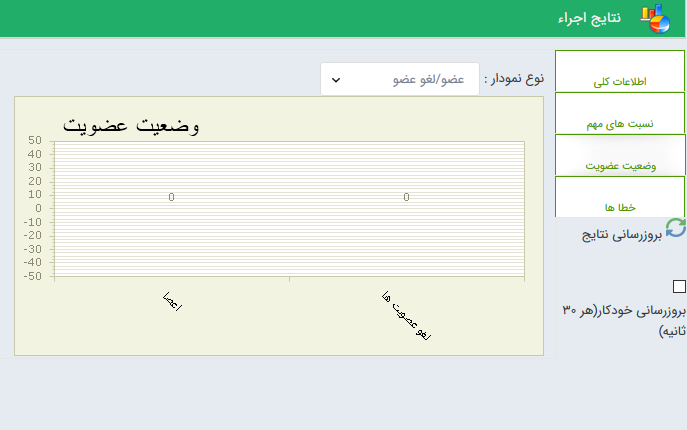 نتایج اجراء
اطلاعات کلی
نسبت های مهم
وضعیت عضویت
خطا ها
بروزرسانی نتایج
بروزرسانی خودکار(هر ۳۰
ثانیه)
نوع نمودار :
عضو/لغو عضو
وضعیت عضویت
50
40
30
20
10
0
-10
-20
-30
-40
-50
0
0
اعضا
لغو عضویت ها